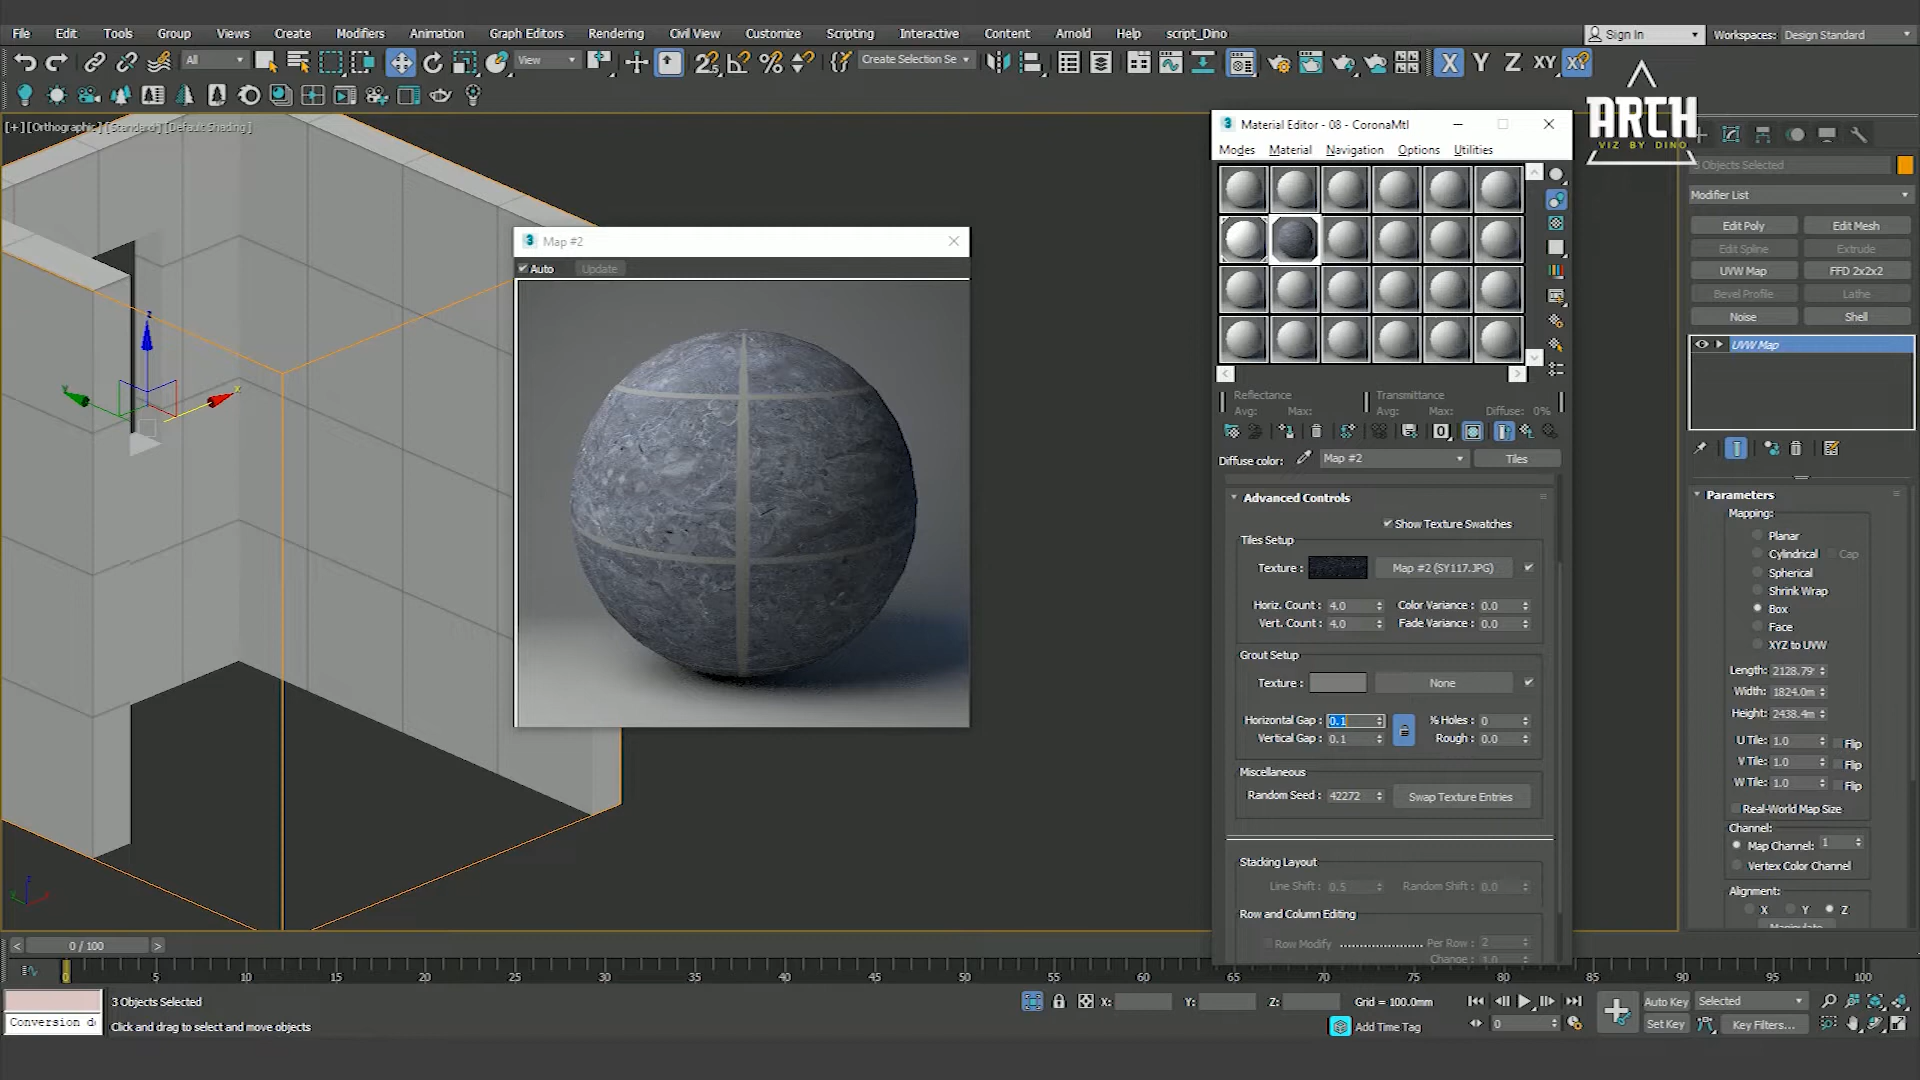 File Edit Tools Group Views Create Modifiers Animation Graph Editors Rendering Civil View Customize Scripting Interactive Content Arnold Help script_Dino
Sign In
Workspaces: Design Standard
All
View
Create Selection Se
X Y Z XY XY
ARCH
VIZ BY DINO
[+][Orthographic][Standard][Default Shading]
Map #2
Auto Update
Material Editor - 08 - CoronaMtl
Modes Material Navigation Options Utilities
Reflectance
Avg: Max:
Transmittance
Avg: Max: Diffuse: 0%
Diffuse color: Map #2 Tiles
Advanced Controls
Show Texture Swatches
Tiles Setup
Texture : Map #2 (SY117.JPG)
Horiz. Count : 4.0 Color Variance : 0.0
Vert. Count : 4.0 Fade Variance : 0.0
Grout Setup
Texture : None
Horizontal Gap : 0.1 % Holes : 0
Vertical Gap : 0.1 Rough : 0.0
Miscellaneous
Random Seed : 42272 Swap Texture Entries
Stacking Layout
Line Shift : 0.5 Random Shift : 0.0
Row and Column Editing
Row Modify Per Row : 2
Change : 1.0
3 Objects Selected
Modifier List
Edit Poly Edit Mesh
Edit Spline Extrude
UVW Map FFD 2x2x2
Bevel Profile Lathe
Noise Shell
UVW Map
Parameters
Mapping:
Planar
Cylindrical Cap
Spherical
Shrink Wrap
Box
Face
XYZ to UVW
Length: 2128.79
Width: 1824.0m
Height: 2438.4m
U Tile: 1.0 Flip
V Tile: 1.0 Flip
W Tile: 1.0 Flip
Real-World Map Size
Channel:
Map Channel: 1
Vertex Color Channel
Alignment:
X Y Z
Manipulate
z
y
x
< 0 / 100 >
0 5 10 15 20 25 30 35 40 45 50 55 60 65 70 75 80 85 90 95 100
Conversion d
3 Objects Selected
Click and drag to select and move objects
X: Y: Z: Grid = 100.0mm
Add Time Tag
0
Auto Key Selected
Set Key Key Filters...